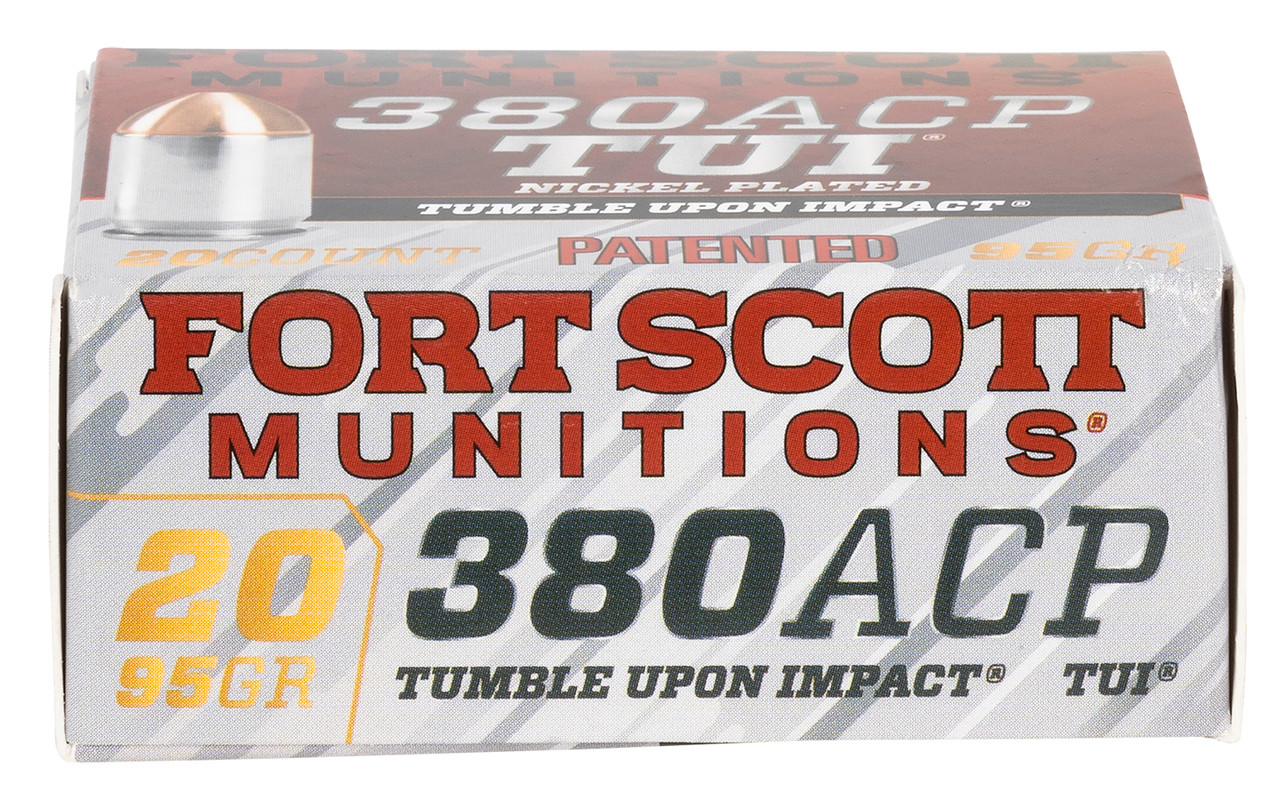 FORT SCOTT
MUNITIONS
380ACP
TUI®
NICKEL PLATED
TUMBLE UPON IMPACT®
20COUNT PATENTED 95GR
FORT SCOTT
MUNITIONS®
20 380ACP
95GR TUMBLE UPON IMPACT® TUI®